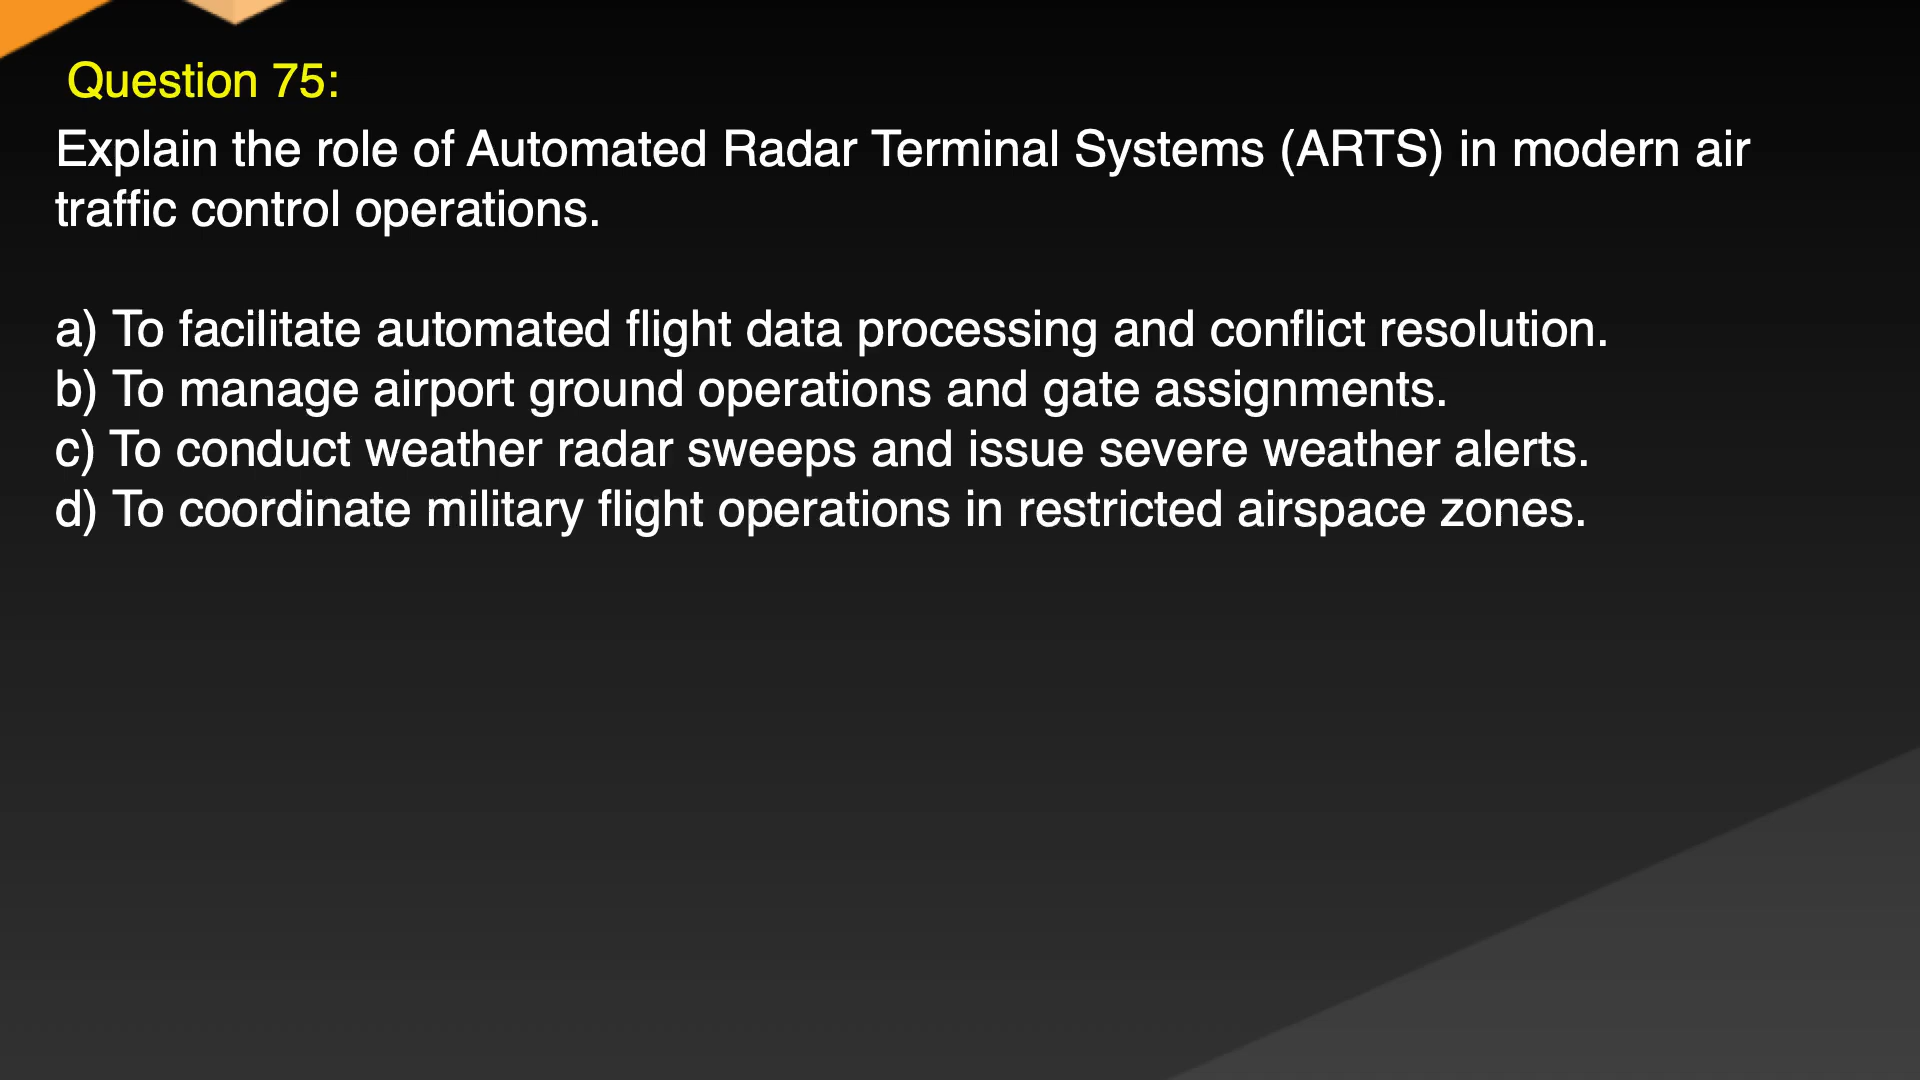 Question 75:
Explain the role of Automated Radar Terminal Systems (ARTS) in modern air
traffic control operations.
a) To facilitate automated flight data processing and conflict resolution.
b) To manage airport ground operations and gate assignments.
c) To conduct weather radar sweeps and issue severe weather alerts.
d) To coordinate military flight operations in restricted airspace zones.